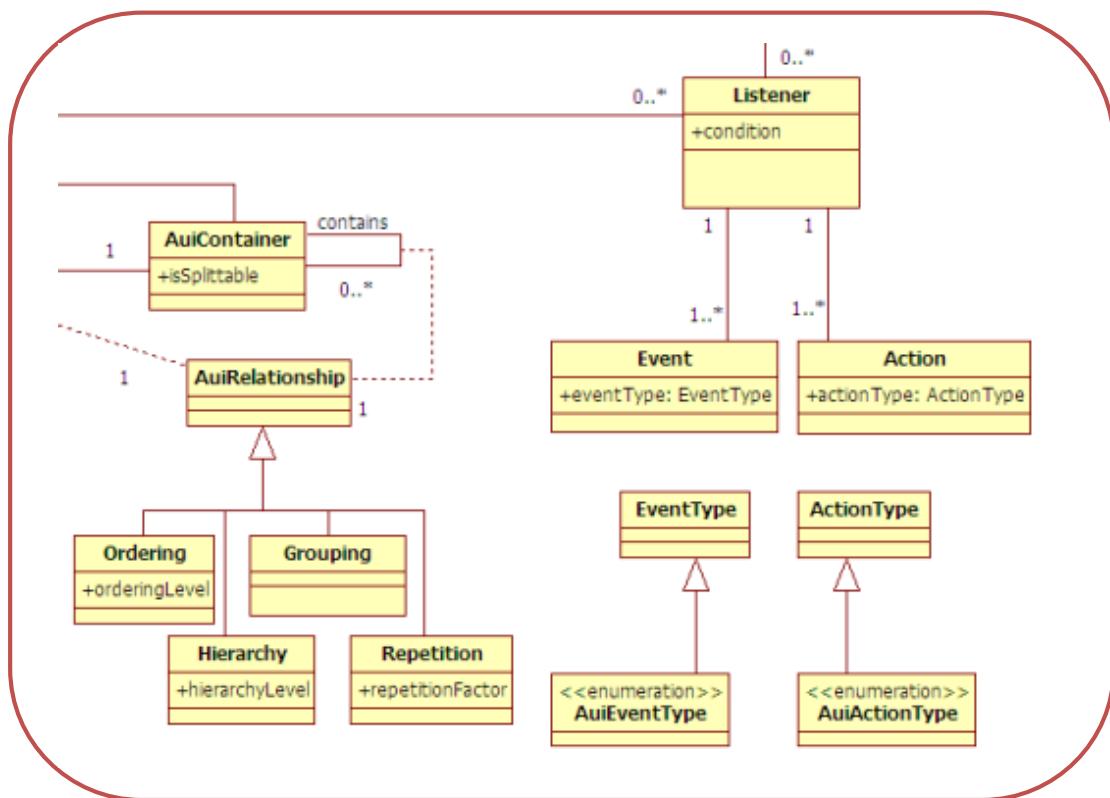 0..*
0..*
Listener
+condition
contains
AuiContainer
1
1
1
+isSplittable
0..*
1..*
1..*
Event
Action
1
AuiRelationship
1
+eventType: EventType
+actionType: ActionType
EventType
ActionType
Ordering
Grouping
+orderingLevel
Hierarchy
Repetition
+hierarchyLevel
+repetitionFactor
<<enumeration>>
AuiEventType
<<enumeration>>
AuiActionType